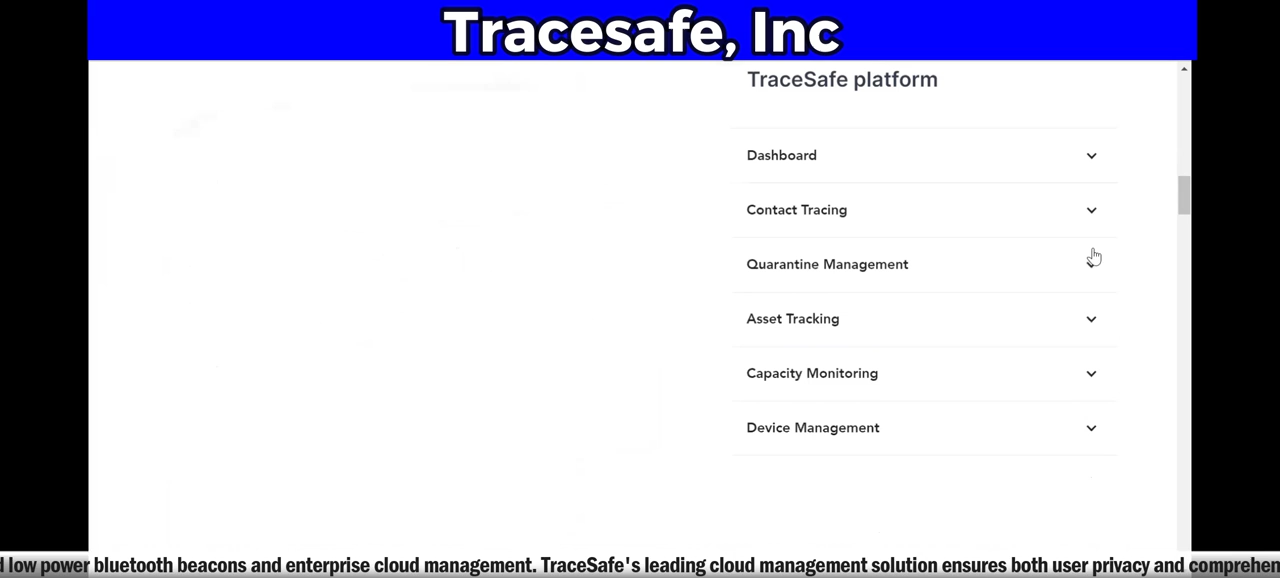 Tracesafe, Inc
TraceSafe platform
Dashboard
Contact Tracing
Quarantine Management
Asset Tracking
Capacity Monitoring
Device Management
low power bluetooth beacons and enterprise cloud management. TraceSafe's leading cloud management solution ensures both user privacy and comprehen